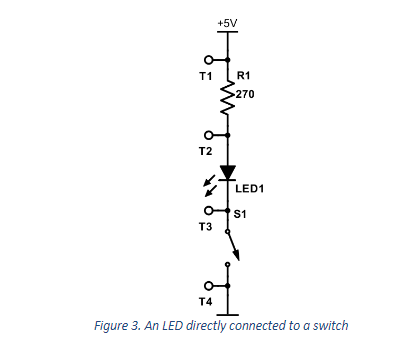 +5V
T1
R1
270
T2
LED1
T3
S1
T4
Figure 3. An LED directly connected to a switch